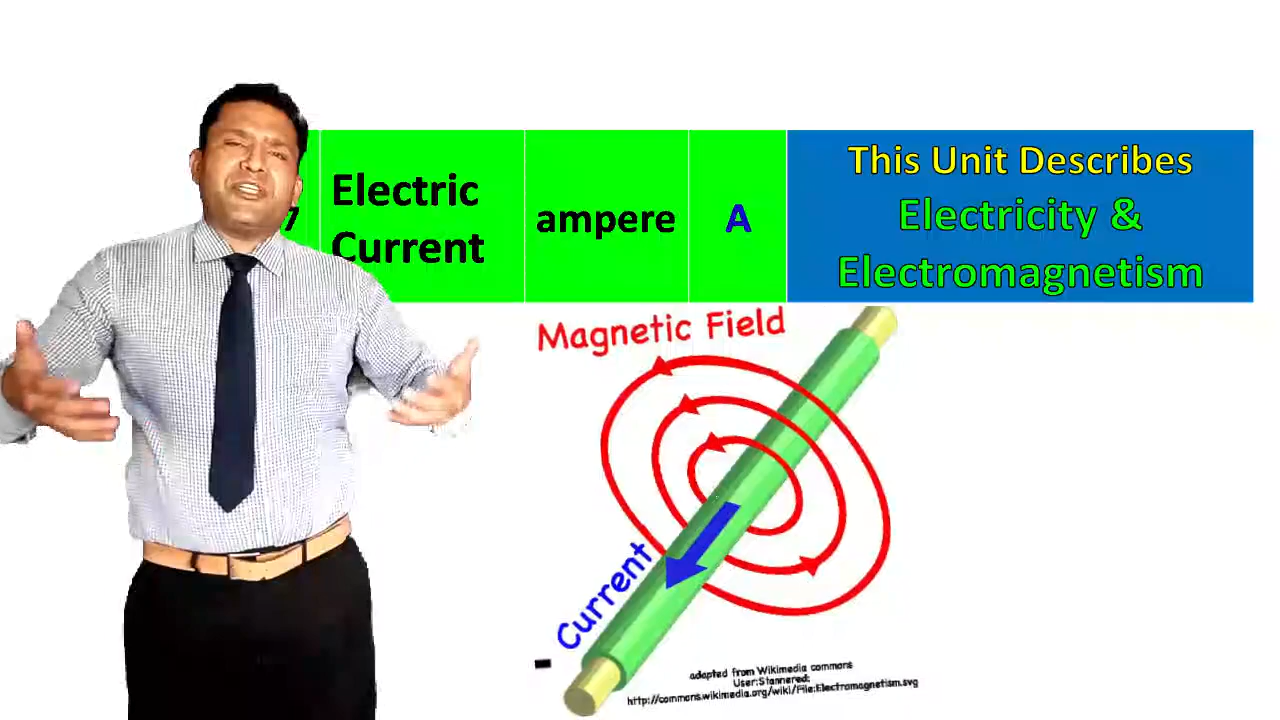 7
Electric
Current
ampere
A
This Unit Describes
Electricity &
Electromagnetism
Magnetic Field
Current
adapted from Wikimedia commons
User:Stannered:
http://commons.wikimedia.org/wiki/File:Electromagnetism.svg